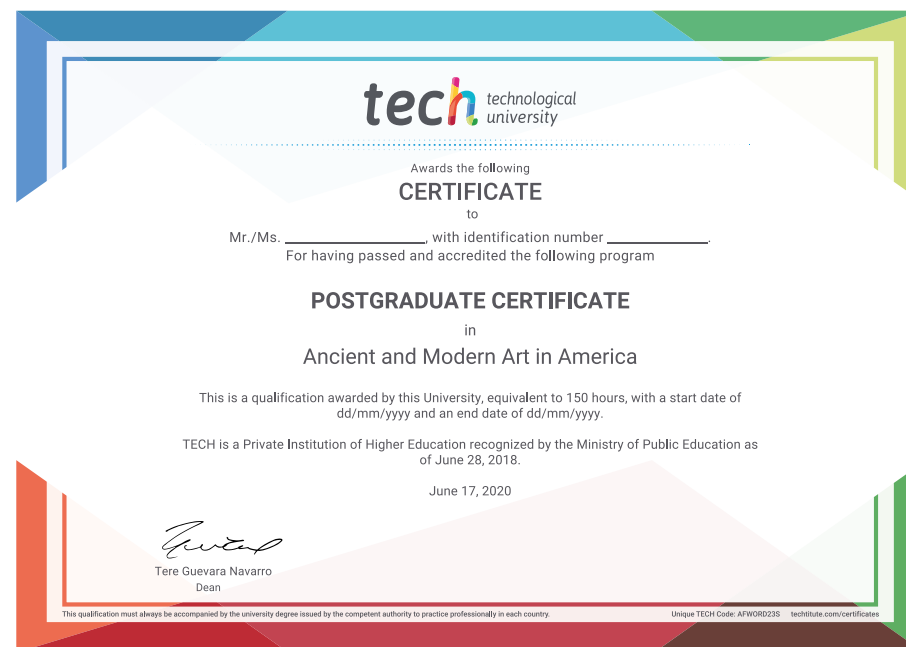 tech technological
university
Awards the following
CERTIFICATE
to
Mr./Ms. ____________________, with identification number ______________.
For having passed and accredited the following program
POSTGRADUATE CERTIFICATE
in
Ancient and Modern Art in America
This is a qualification awarded by this University, equivalent to 150 hours, with a start date of
dd/mm/yyyy and an end date of dd/mm/yyyy.
TECH is a Private Institution of Higher Education recognized by the Ministry of Public Education as
of June 28, 2018.
June 17, 2020
Tere Guevara Navarro
Dean
This qualification must always be accompanied by the university degree issued by the competent authority to practice professionally in each country.
Unique TECH Code: AFWORD23S techtitute.com/certificates